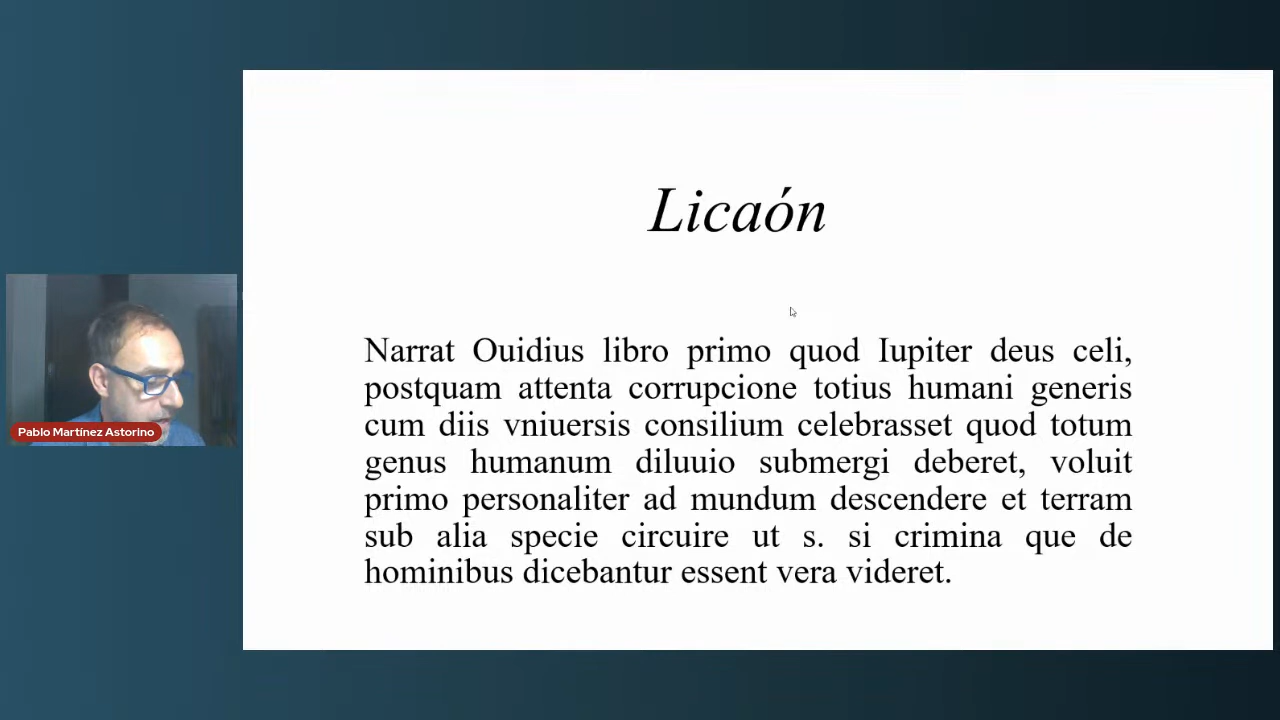 Licaón
Narrat Ouidius libro primo quod Iupiter deus celi,
postquam attenta corrupcione totius humani generis
cum diis vniuersis consilium celebrasset quod totum
genus humanum diluuio submergi deberet, voluit
primo personaliter ad mundum descendere et terram
sub alia specie circuire ut s. si crimina que de
hominibus dicebantur essent vera videret.
Pablo Martínez Astorino